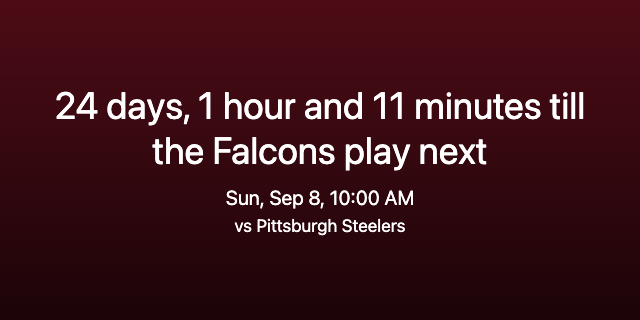 24 days, 1 hour and 11 minutes till
the Falcons play next
Sun, Sep 8, 10:00 AM
vs Pittsburgh Steelers